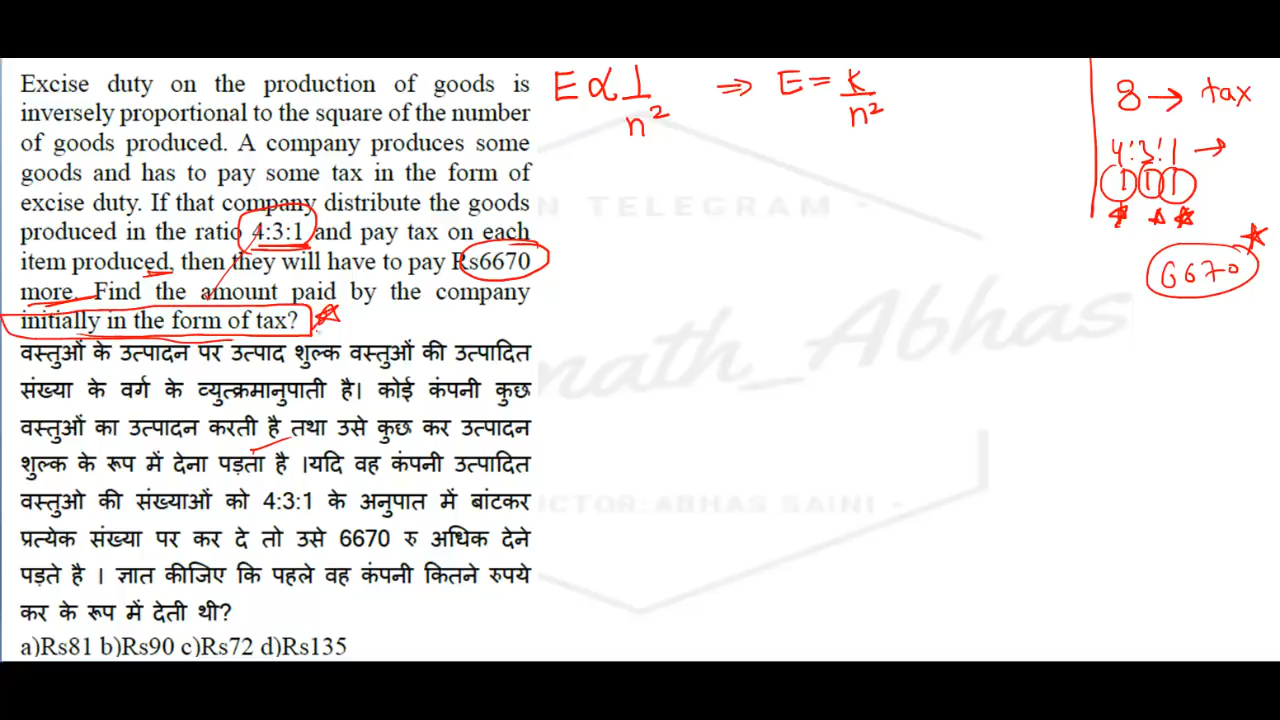 Excise duty on the production of goods is
inversely proportional to the square of the number
of goods produced. A company produces some
goods and has to pay some tax in the form of
excise duty. If that company distribute the goods
produced in the ratio 4:3:1 and pay tax on each
item produced, then they will have to pay Rs6670
more. Find the amount paid by the company
initially in the form of tax?
वस्तुओं के उत्पादन पर उत्पाद शुल्क वस्तुओं की उत्पादित
संख्या के वर्ग के व्युत्क्रमानुपाती है। कोई कंपनी कुछ
वस्तुओं का उत्पादन करती है तथा उसे कुछ कर उत्पादन
शुल्क के रूप में देना पड़ता है ।यदि वह कंपनी उत्पादित
वस्तुओ की संख्याओं को 4:3:1 के अनुपात में बांटकर
प्रत्येक संख्या पर कर दे तो उसे 6670 रु अधिक देने
पड़ते है । ज्ञात कीजिए कि पहले वह कंपनी कितने रुपये
कर के रूप में देती थी?
a)Rs81 b)Rs90 c)Rs72 d)Rs135
E ∝ 1/n² ⇒ E = k/n²
8 → tax
4:3:1 →
6670
N TELEGRAM -
math_Abhas
CTOR:ABHAS SAINI -